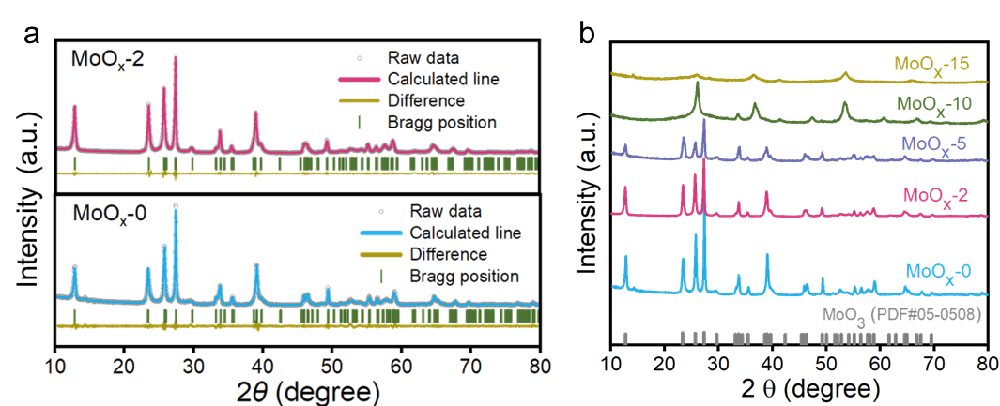 a
MoOx-2
Raw data
Calculated line
Difference
Bragg position
MoOx-0
Raw data
Calculated line
Difference
Bragg position
Intensity (a.u.)
10 20 30 40 50 60 70 80
2θ (degree)
b
MoOx-15
MoOx-10
MoOx-5
MoOx-2
MoOx-0
MoO3 (PDF#05-0508)
Intensity (a.u.)
10 20 30 40 50 60 70 80
2 θ (degree)